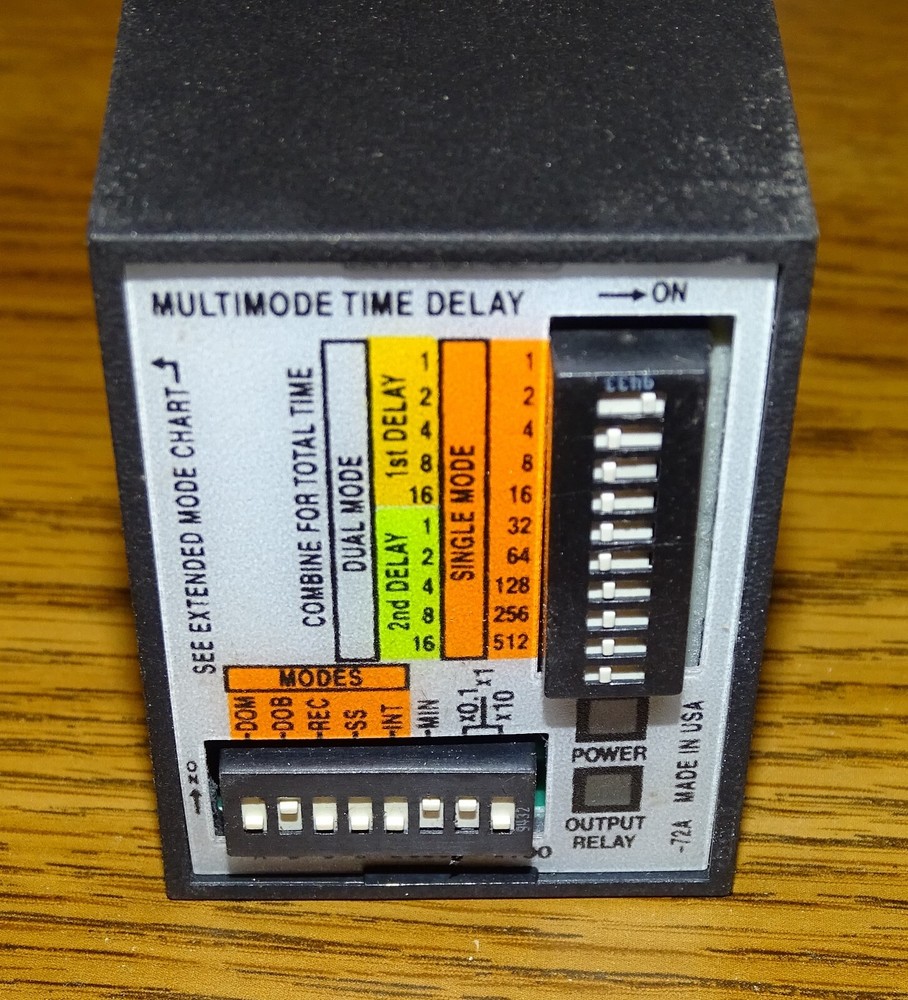 MULTIMODE TIME DELAY
→ ON
SEE EXTENDED MODE CHART
COMBINE FOR TOTAL TIME
DUAL MODE
1st DELAY
1
2
4
8
16
2nd DELAY
1
2
4
8
16
SINGLE MODE
1
2
4
8
16
32
64
128
256
512
9433
MODES
DOM
DOB
REC
SS
INT
MIN
x0.1
x1
x10
ON
9432
POWER
OUTPUT
RELAY
-72A MADE IN USA